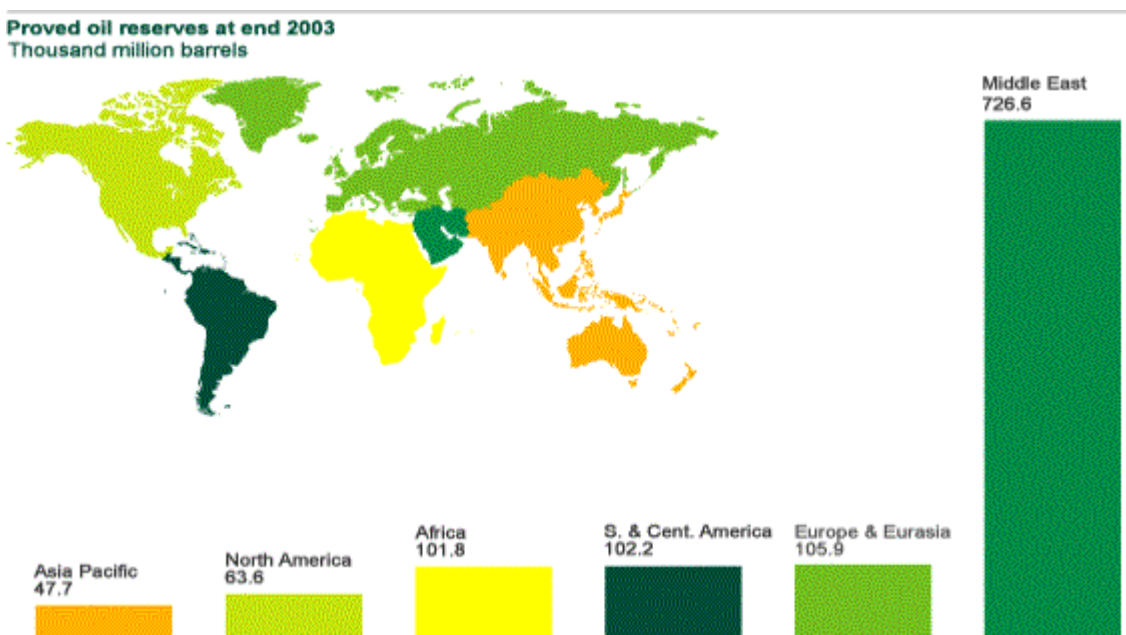 Proved oil reserves at end 2003
Thousand million barrels
Middle East
726.6
Asia Pacific
47.7
North America
63.6
Africa
101.8
S. & Cent. America
102.2
Europe & Eurasia
105.9